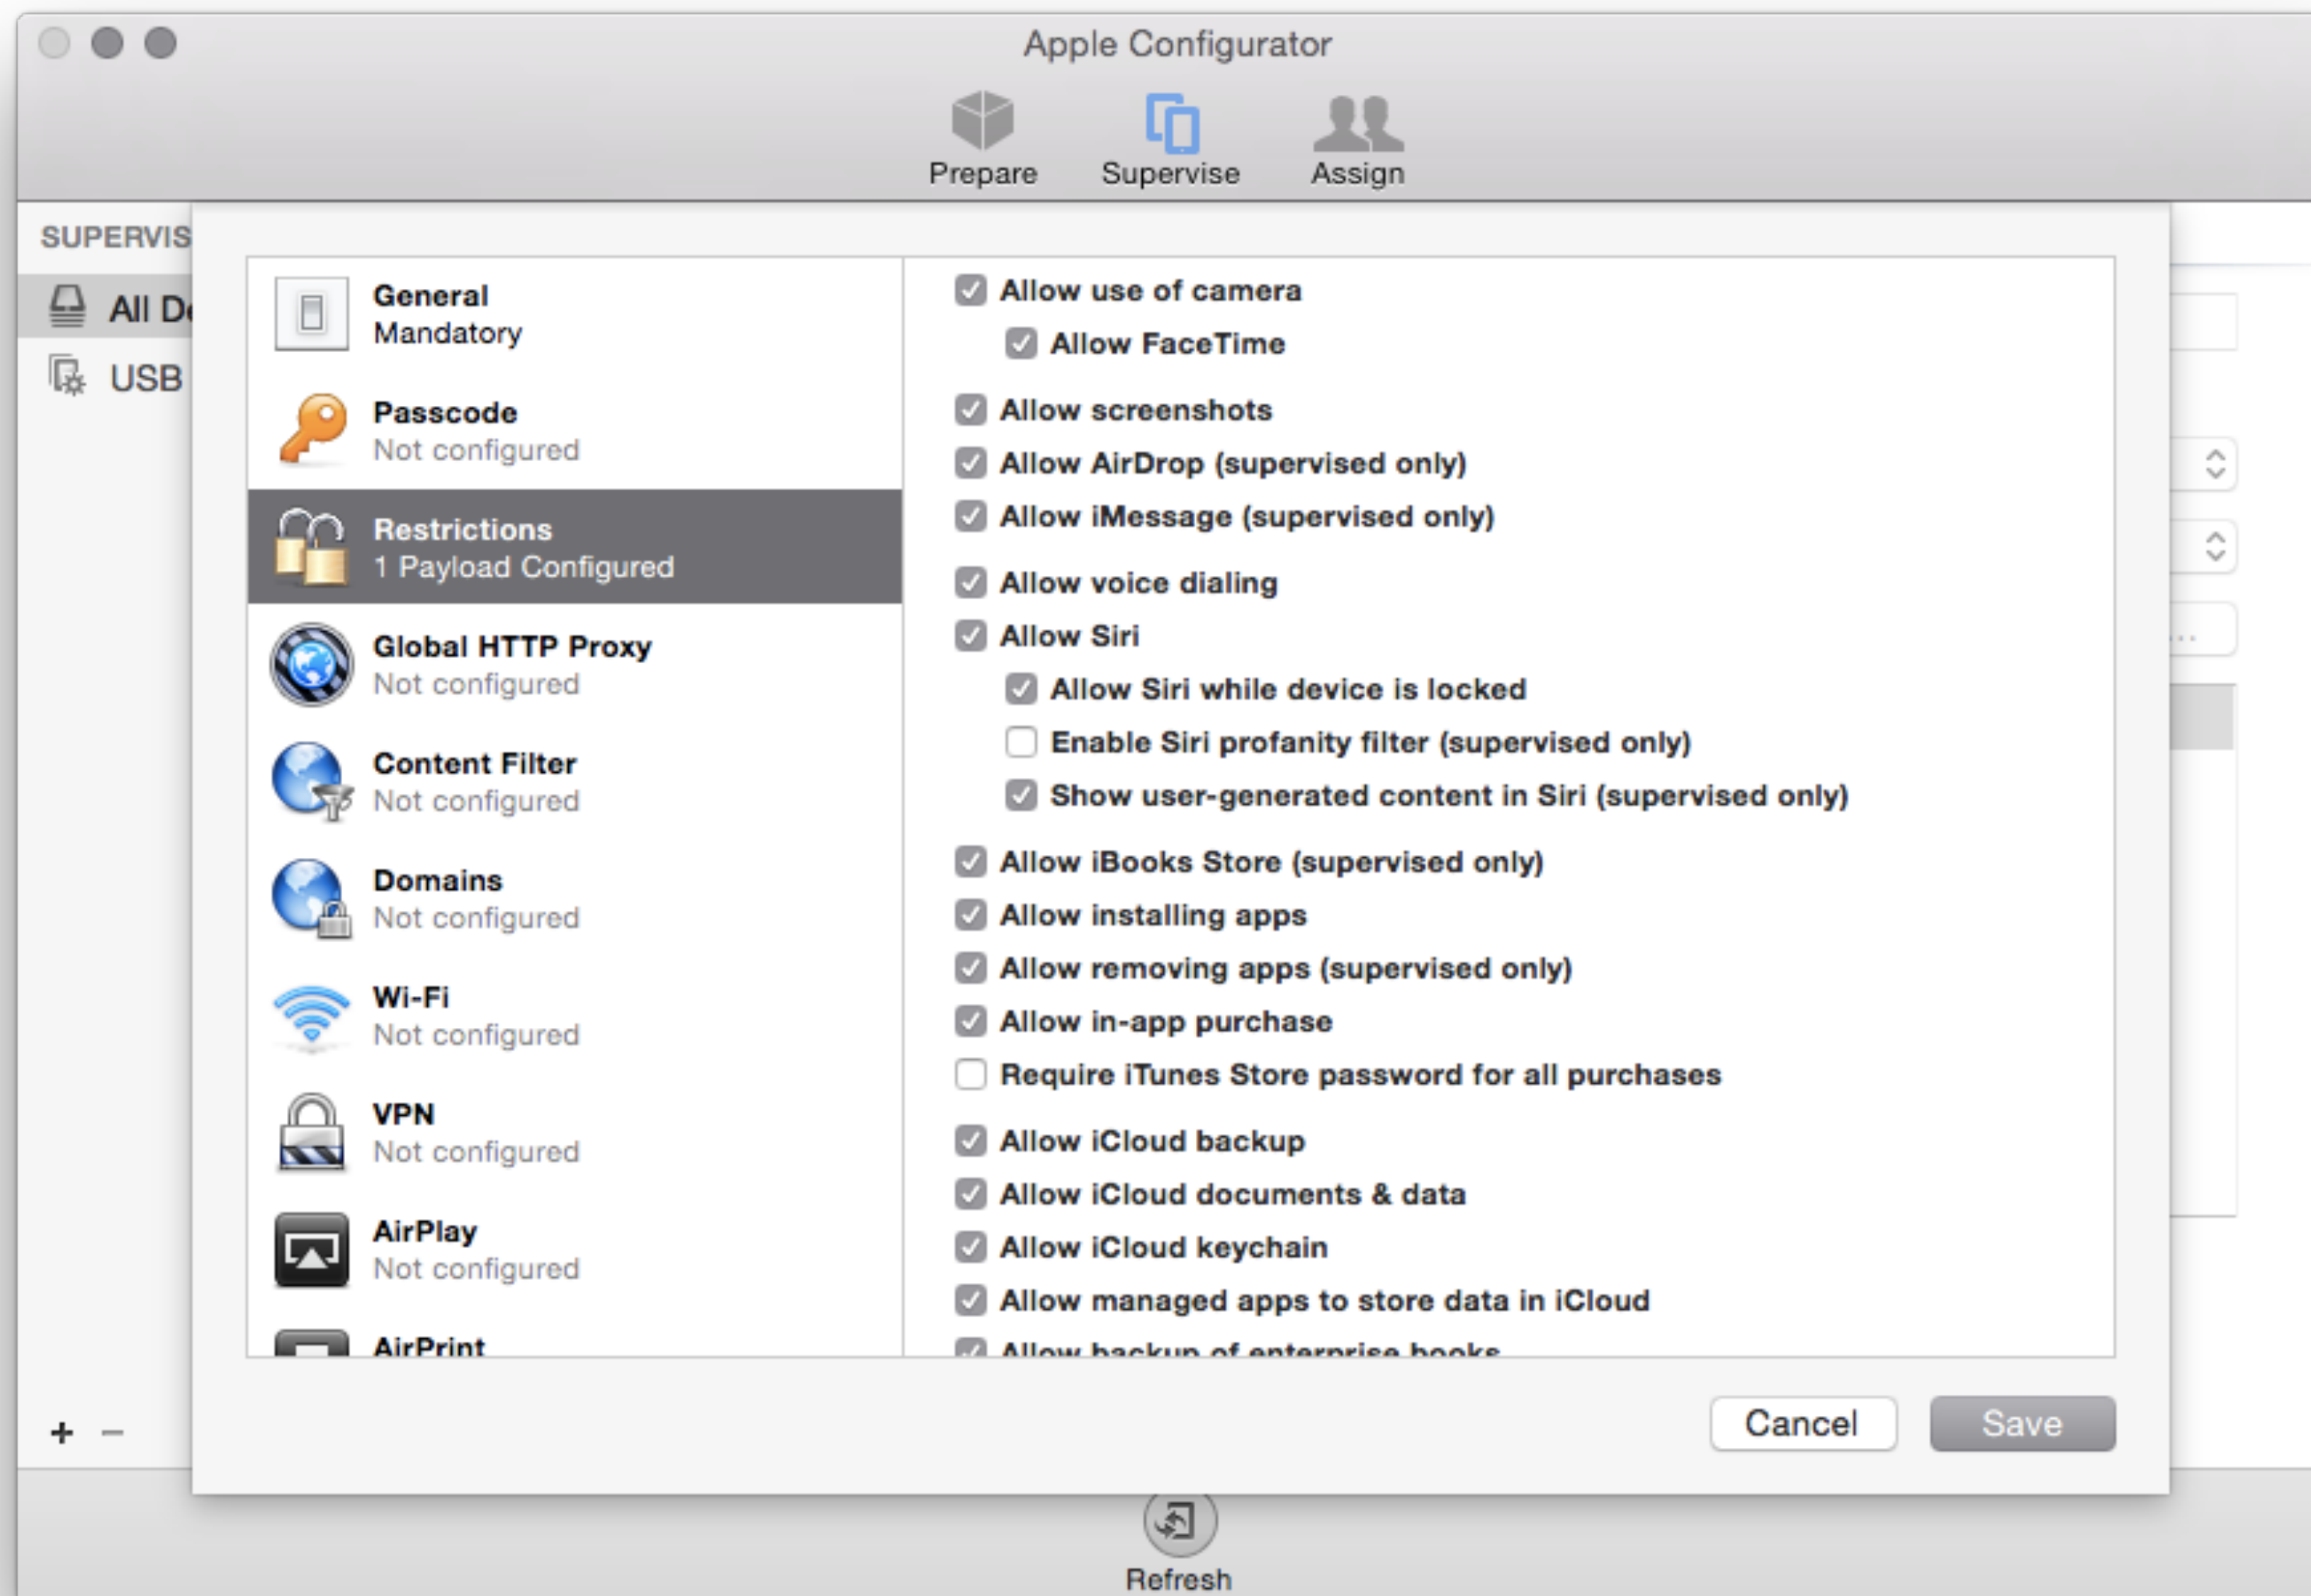 Apple Configurator
Prepare
Supervise
Assign
SUPERVIS
All De
USB
General
Mandatory
Passcode
Not configured
Restrictions
1 Payload Configured
Global HTTP Proxy
Not configured
Content Filter
Not configured
Domains
Not configured
Wi-Fi
Not configured
VPN
Not configured
AirPlay
Not configured
AirPrint
Allow use of camera
Allow FaceTime
Allow screenshots
Allow AirDrop (supervised only)
Allow iMessage (supervised only)
Allow voice dialing
Allow Siri
Allow Siri while device is locked
Enable Siri profanity filter (supervised only)
Show user-generated content in Siri (supervised only)
Allow iBooks Store (supervised only)
Allow installing apps
Allow removing apps (supervised only)
Allow in-app purchase
Require iTunes Store password for all purchases
Allow iCloud backup
Allow iCloud documents & data
Allow iCloud keychain
Allow managed apps to store data in iCloud
Allow backup of enterprise books
...
+ −
Cancel
Save
Refresh